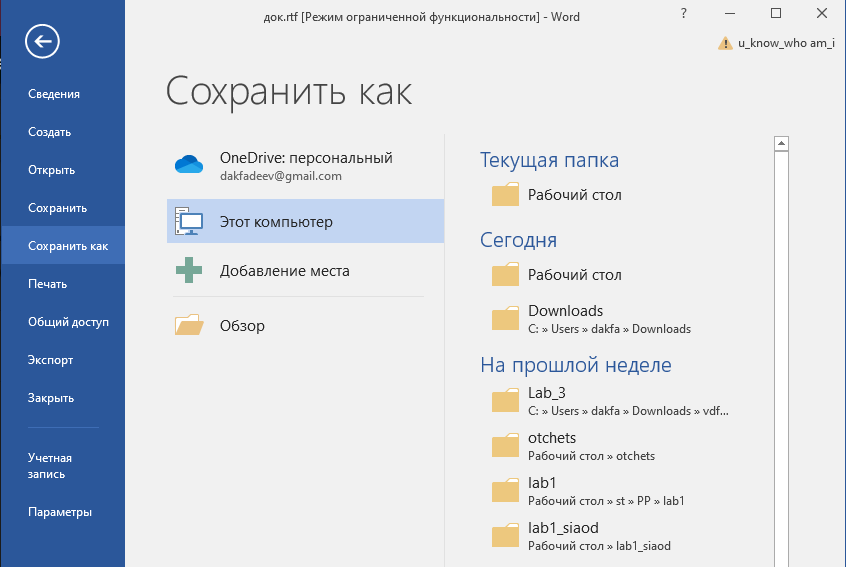 док.rtf [Режим ограниченной функциональности] - Word
?
u_know_who am_i
Сведения
Создать
Открыть
Сохранить
Сохранить как
Печать
Общий доступ
Экспорт
Закрыть
Учетная
запись
Параметры
Сохранить как
OneDrive: персональный
dakfadeev@gmail.com
Этот компьютер
Добавление места
Обзор
Текущая папка
Рабочий стол
Сегодня
Рабочий стол
Downloads
C: » Users » dakfa » Downloads
На прошлой неделе
Lab_3
C: » Users » dakfa » Downloads » vdf...
otchets
Рабочий стол » otchets
lab1
Рабочий стол » st » PP » lab1
lab1_siaod
Рабочий стол » lab1_siaod